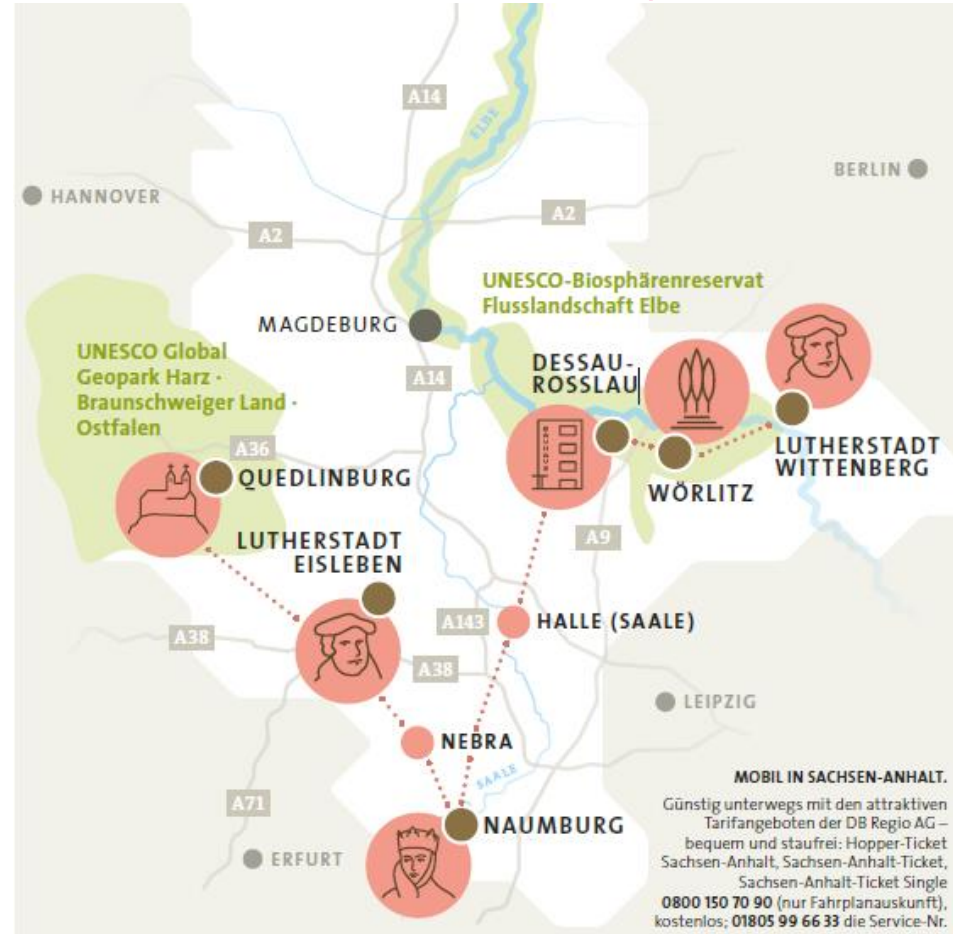 A14
ELBE
BERLIN
HANNOVER
A2
A2
UNESCO-Biosphärenreservat
Flusslandschaft Elbe
MAGDEBURG
UNESCO Global
Geopark Harz ·
Braunschweiger Land ·
Ostfalen
A14
DESSAU-
ROSSLAU
LUTHERSTADT
WITTENBERG
A36
QUEDLINBURG
WÖRLITZ
BAUHAUS
LUTHERSTADT
EISLEBEN
A9
A143
HALLE (SAALE)
A38
A38
LEIPZIG
NEBRA
SAALE
A71
NAUMBURG
ERFURT
MOBIL IN SACHSEN-ANHALT.
Günstig unterwegs mit den attraktiven
Tarifangeboten der DB Regio AG –
bequem und staufrei: Hopper-Ticket
Sachsen-Anhalt, Sachsen-Anhalt-Ticket,
Sachsen-Anhalt-Ticket Single
0800 150 70 90 (nur Fahrplanauskunft),
kostenlos; 01805 99 66 33 die Service-Nr.